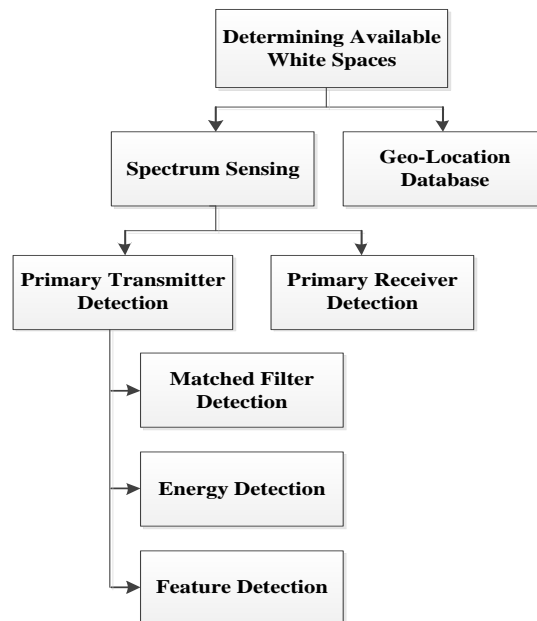 Determining Available
White Spaces
Spectrum Sensing
Geo-Location
Database
Primary Transmitter
Detection
Primary Receiver
Detection
Matched Filter
Detection
Energy Detection
Feature Detection